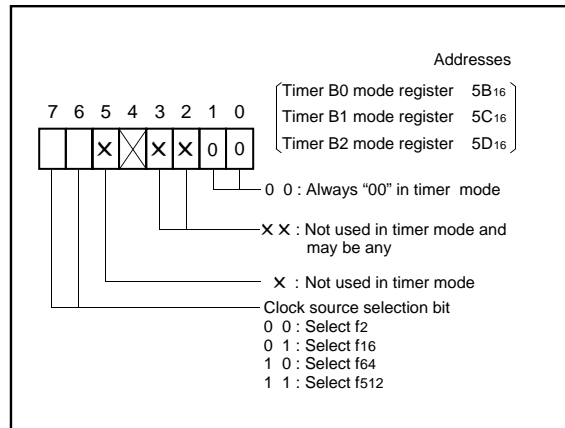 Addresses
Timer B0 mode register 5B16
Timer B1 mode register 5C16
Timer B2 mode register 5D16
7 6 5 4 3 2 1 0
× × × 0 0
0 0 : Always “00” in timer mode
× × : Not used in timer mode and
may be any
× : Not used in timer mode
Clock source selection bit
0 0 : Select f2
0 1 : Select f16
1 0 : Select f64
1 1 : Select f512